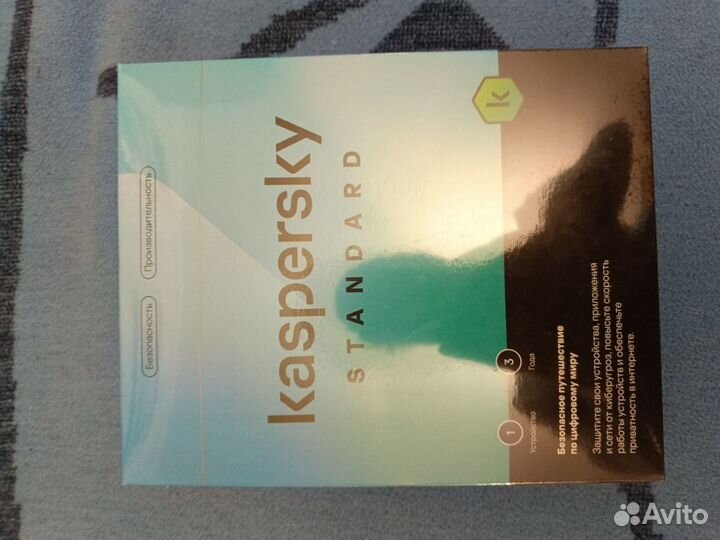 Безопасность
Производительность
kaspersky
STANDARD
k
1
Устройство
3
Года
Безопасное путешествие
по цифровому миру
Защитите свои устройства, приложения
и сети от киберугроз, повысьте скорость
работы устройств и обеспечьте
приватность в интернете.
Avito